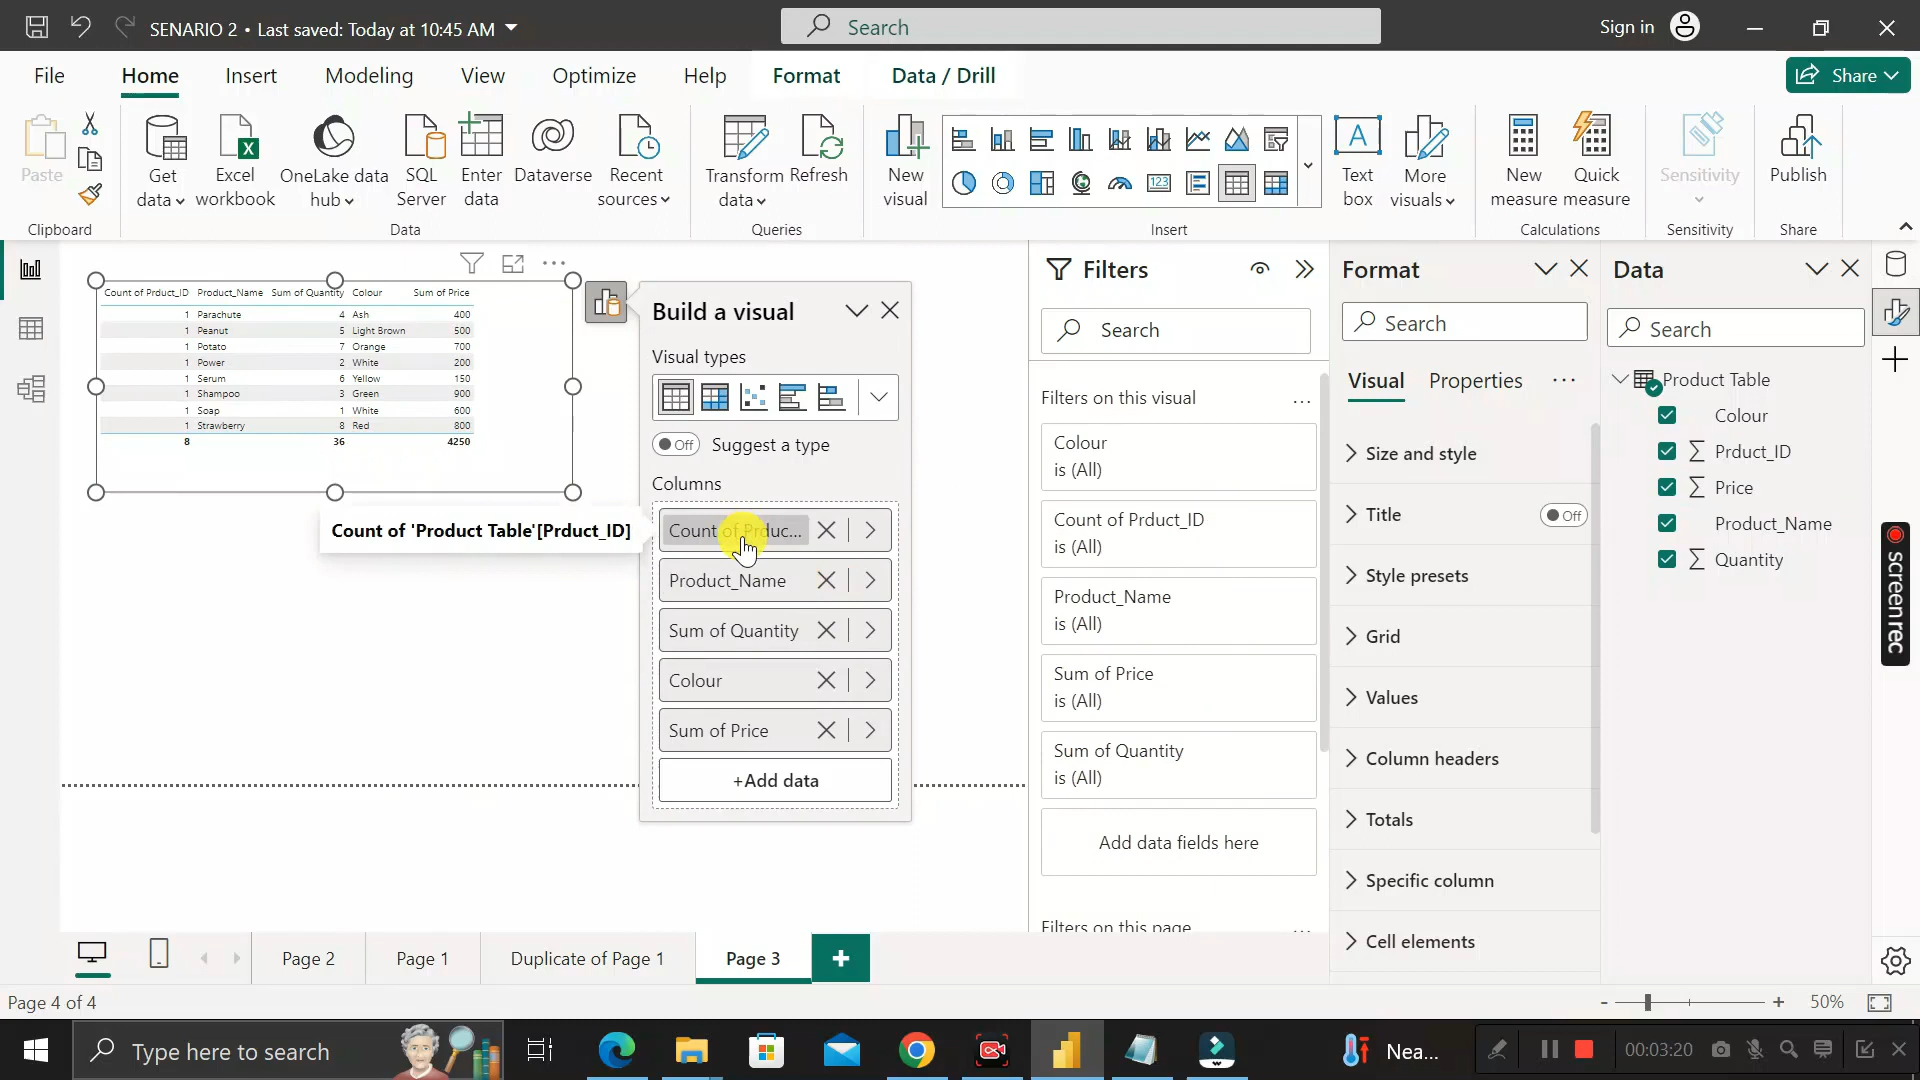 SENARIO 2 • Last saved: Today at 10:45 AM
Search
Sign in
File
Home
Insert
Modeling
View
Optimize
Help
Format
Data / Drill
Share
Paste
Get data
Excel workbook
OneLake data hub
SQL Server
Enter data
Dataverse
Recent sources
Transform data
Refresh
New visual
123
A
Text box
More visuals
New measure
Quick measure
Sensitivity
Publish
Clipboard
Data
Queries
Insert
Calculations
Sensitivity
Share
Count of Prduct_ID Product_Name Sum of Quantity Colour Sum of Price
1 Parachute 4 Ash 400
1 Peanut 5 Light Brown 500
1 Potato 7 Orange 700
1 Power 2 White 200
1 Serum 6 Yellow 150
1 Shampoo 3 Green 900
1 Soap 1 White 600
1 Strawberry 8 Red 800
8 36 4250
Count of 'Product Table'[Prduct_ID]
Build a visual
Visual types
Off Suggest a type
Columns
Count of Prduc...
Product_Name
Sum of Quantity
Colour
Sum of Price
+Add data
Filters
Search
Filters on this visual ...
Colour
is (All)
Count of Prduct_ID
is (All)
Product_Name
is (All)
Sum of Price
is (All)
Sum of Quantity
is (All)
Add data fields here
Filters on this page
Format
Search
Visual Properties ...
Size and style
Title Off
Style presets
Grid
Values
Column headers
Totals
Specific column
Cell elements
Data
Search
Product Table
Colour
Prduct_ID
Price
Product_Name
Quantity
screenrec
Page 2
Page 1
Duplicate of Page 1
Page 3
+
Page 4 of 4
- + 50%
Type here to search
Nea...
00:03:20